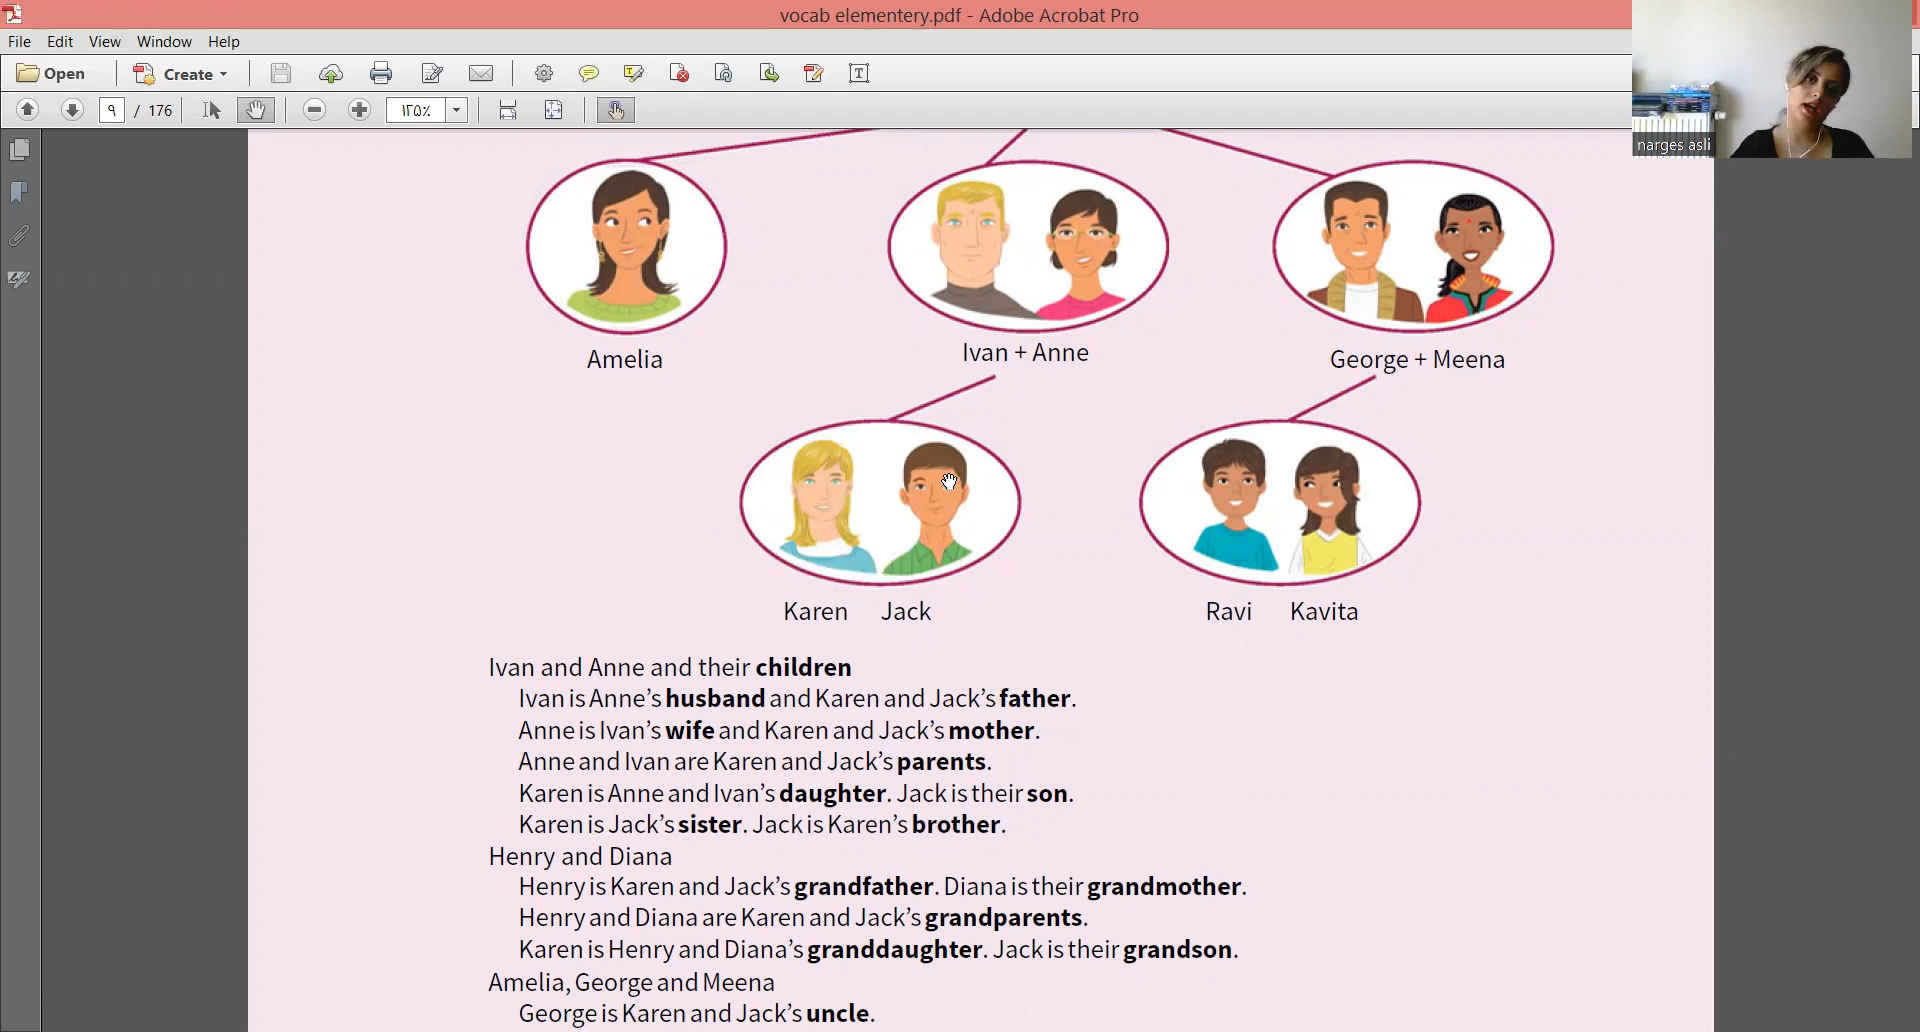 vocab elementery.pdf - Adobe Acrobat Pro
File Edit View Window Help
Open Create
۹ / 176 ۱۲۵٪
narges asli
Amelia
Ivan + Anne
George + Meena
Karen Jack
Ravi Kavita
Ivan and Anne and their children
Ivan is Anne’s husband and Karen and Jack’s father.
Anne is Ivan’s wife and Karen and Jack’s mother.
Anne and Ivan are Karen and Jack’s parents.
Karen is Anne and Ivan’s daughter. Jack is their son.
Karen is Jack’s sister. Jack is Karen’s brother.
Henry and Diana
Henry is Karen and Jack’s grandfather. Diana is their grandmother.
Henry and Diana are Karen and Jack’s grandparents.
Karen is Henry and Diana’s granddaughter. Jack is their grandson.
Amelia, George and Meena
George is Karen and Jack’s uncle.